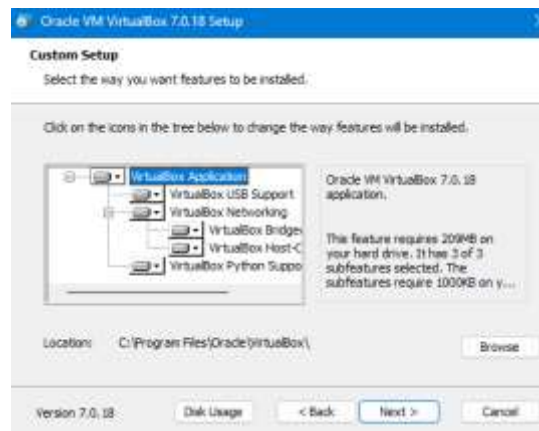 Oracle VM VirtualBox 7.0.18 Setup
Custom Setup
Select the way you want features to be installed.
Click on the icons in the tree below to change the way features will be installed.
VirtualBox Application
VirtualBox USB Support
VirtualBox Networking
VirtualBox Bridge
VirtualBox Host-C
VirtualBox Python Suppo
Oracle VM VirtualBox 7.0.18
application.
This feature requires 209MB on
your hard drive. It has 3 of 3
subfeatures selected. The
subfeatures require 1000KB on y...
Location: C:\Program Files\Oracle\VirtualBox\
Browse
Version 7.0.18 Disk Usage < Back Next > Cancel